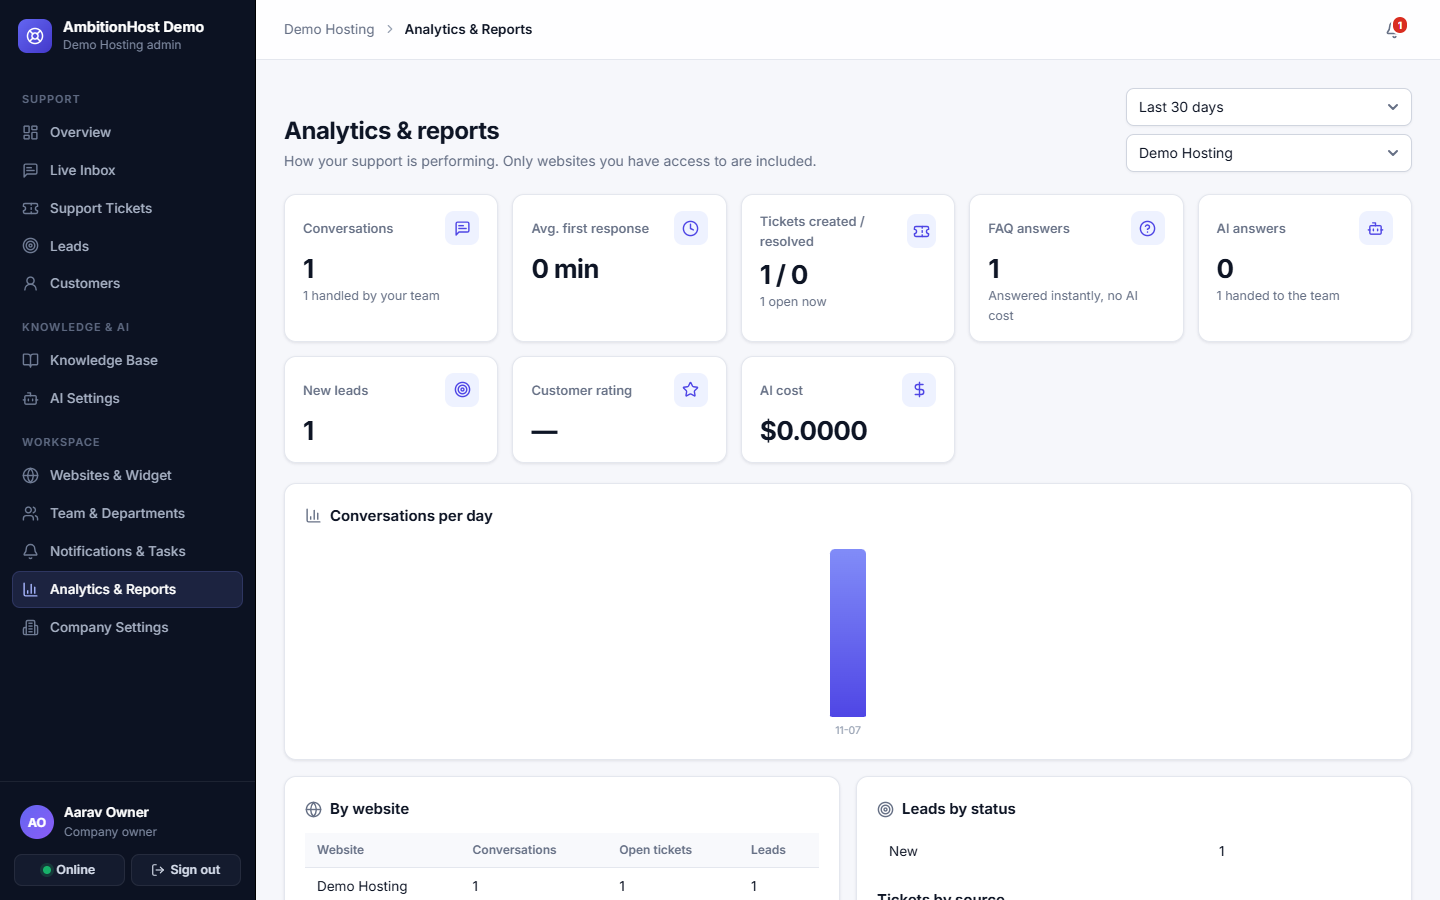 AmbitionHost Demo
Demo Hosting admin
SUPPORT
Overview
Live Inbox
Support Tickets
Leads
Customers
KNOWLEDGE & AI
Knowledge Base
AI Settings
WORKSPACE
Websites & Widget
Team & Departments
Notifications & Tasks
Analytics & Reports
Company Settings
AO
Aarav Owner
Company owner
Online
Sign out
Demo Hosting > Analytics & Reports
1
Analytics & reports
How your support is performing. Only websites you have access to are included.
Last 30 days
Demo Hosting
Conversations
1
1 handled by your team
Avg. first response
0 min
Tickets created /
resolved
1 / 0
1 open now
FAQ answers
1
Answered instantly, no AI
cost
AI answers
0
1 handed to the team
New leads
1
Customer rating
—
AI cost
$0.0000
Conversations per day
11-07
By website
Website Conversations Open tickets Leads
Demo Hosting 1 1 1
Leads by status
New 1
Tickets by source